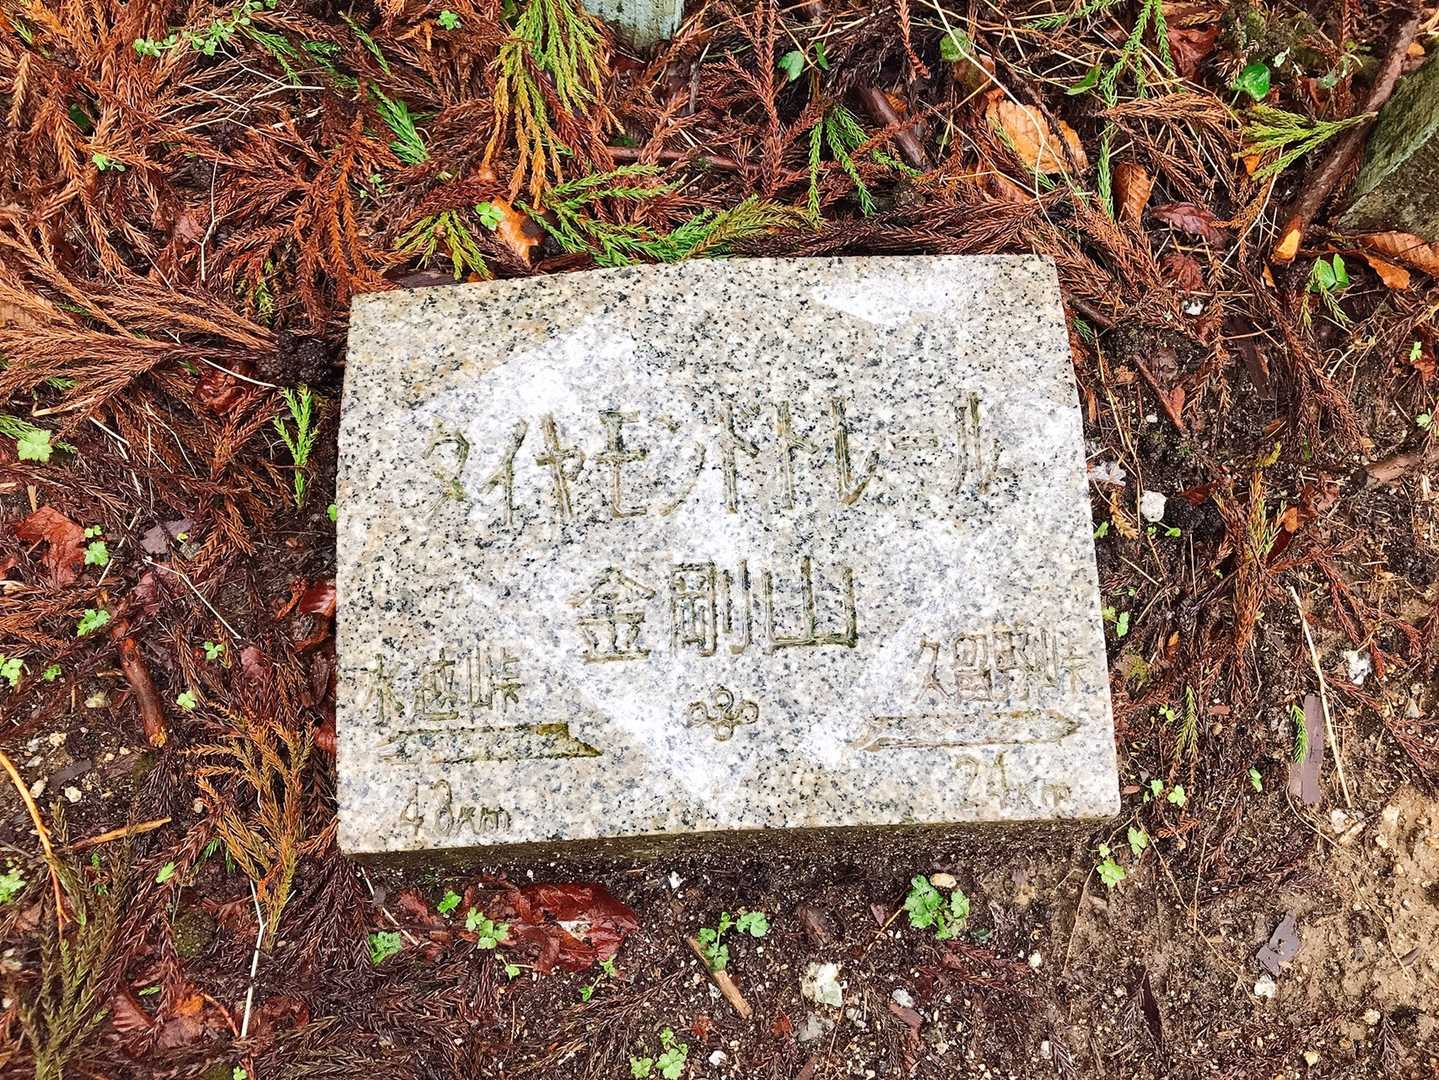 ダイヤモンドトレール
金剛山
水越峠
久留野峠
4.3km
2.1km